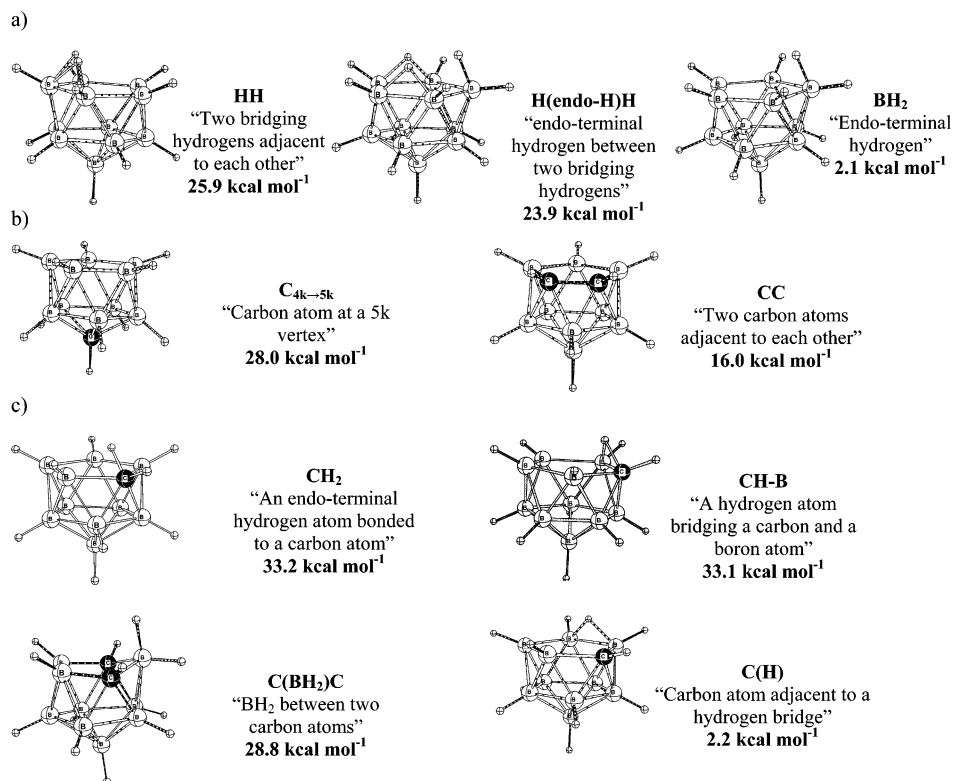 a)
HH
“Two bridging
hydrogens adjacent
to each other”
25.9 kcal mol-1
H(endo-H)H
“endo-terminal
hydrogen between
two bridging
hydrogens”
23.9 kcal mol-1
BH2
“Endo-terminal
hydrogen”
2.1 kcal mol-1
b)
C4k→5k
“Carbon atom at a 5k
vertex”
28.0 kcal mol-1
CC
“Two carbon atoms
adjacent to each other”
16.0 kcal mol-1
c)
CH2
“An endo-terminal
hydrogen atom bonded
to a carbon atom”
33.2 kcal mol-1
CH-B
“A hydrogen atom
bridging a carbon and a
boron atom”
33.1 kcal mol-1
C(BH2)C
“BH2 between two
carbon atoms”
28.8 kcal mol-1
C(H)
“Carbon atom adjacent to a
hydrogen bridge”
2.2 kcal mol-1